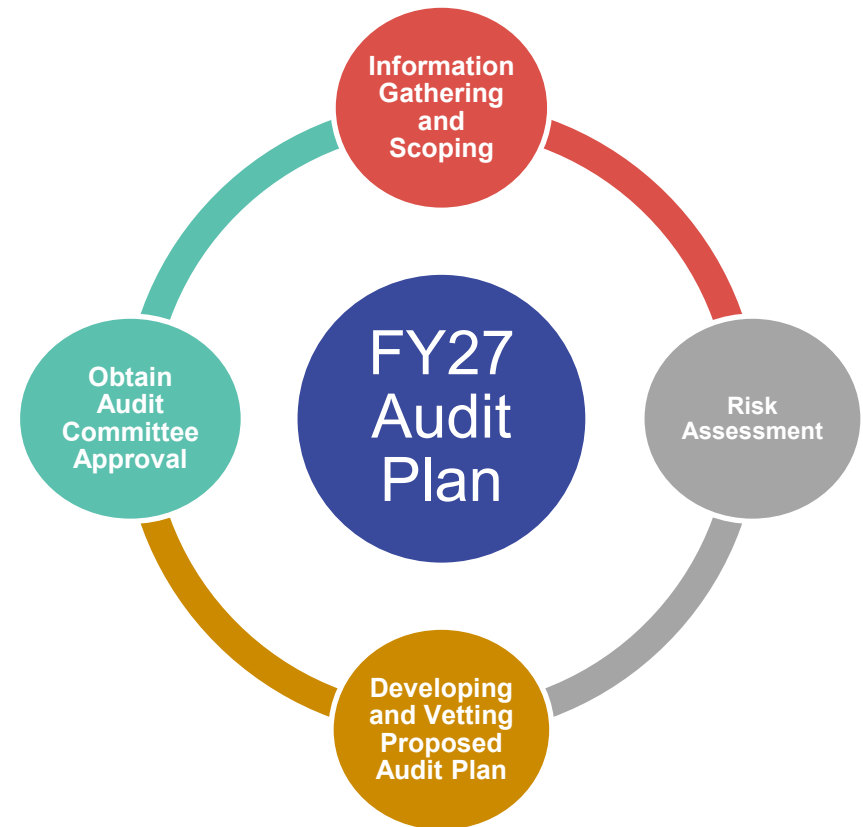 Information
Gathering
and
Scoping
FY27
Audit
Plan
Risk
Assessment
Developing
and Vetting
Proposed
Audit Plan
Obtain
Audit
Committee
Approval